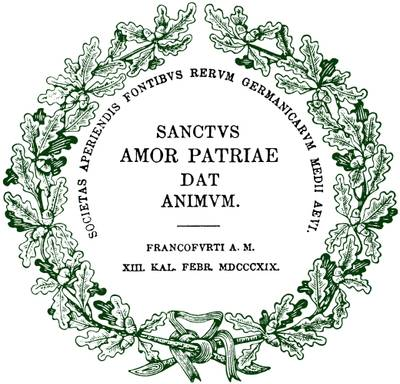 SOCIETAS APERIENDIS FONTIBVS RERVM GERMANICARVM MEDII AEVI.
SANCTVS
AMOR PATRIAE
DAT
ANIMVM.
FRANCOFVRTI A. M.
XIII. KAL. FEBR. MDCCCXIX.